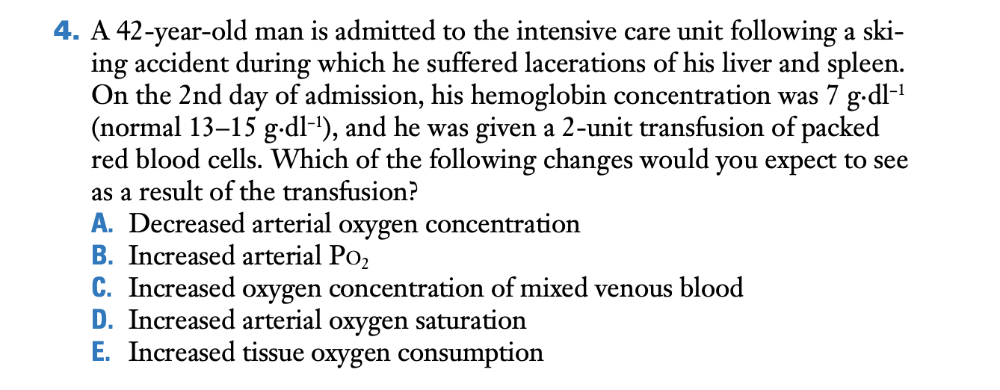 4. A 42-year-old man is admitted to the intensive care unit following a ski-
ing accident during which he suffered lacerations of his liver and spleen.
On the 2nd day of admission, his hemoglobin concentration was 7 g·dl⁻¹
(normal 13–15 g·dl⁻¹), and he was given a 2-unit transfusion of packed
red blood cells. Which of the following changes would you expect to see
as a result of the transfusion?
A. Decreased arterial oxygen concentration
B. Increased arterial PO₂
C. Increased oxygen concentration of mixed venous blood
D. Increased arterial oxygen saturation
E. Increased tissue oxygen consumption